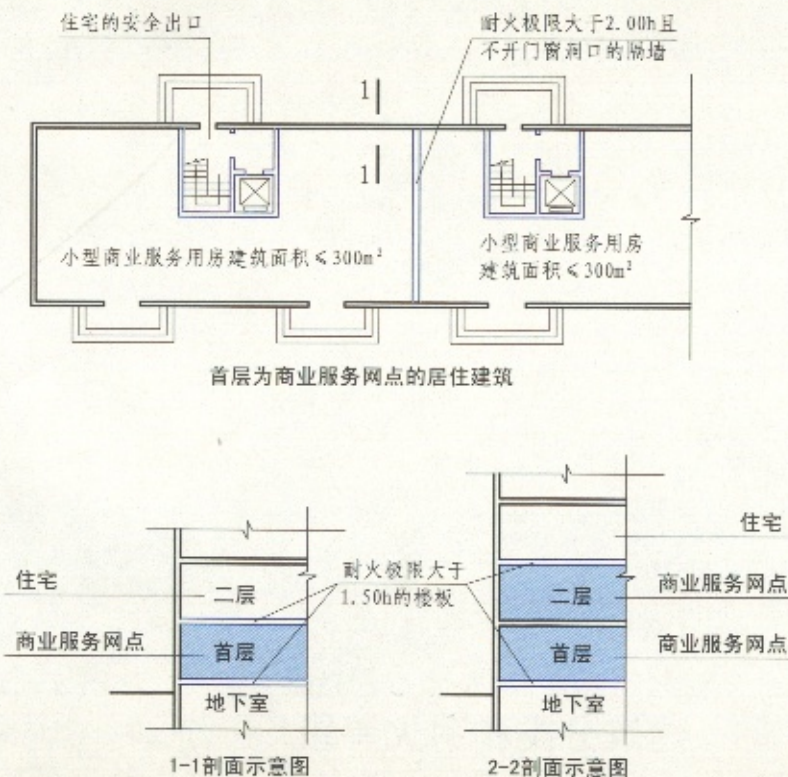 住宅的安全出口
耐火极限大于2.00h且
不开门窗洞口的隔墙
1
1
小型商业服务用房建筑面积≤300m²
小型商业服务用房
建筑面积≤300m²
首层为商业服务网点的居住建筑
住宅
二层
商业服务网点
首层
地下室
1-1剖面示意图
耐火极限大于
1.50h的楼板
住宅
二层
商业服务网点
首层
商业服务网点
地下室
2-2剖面示意图